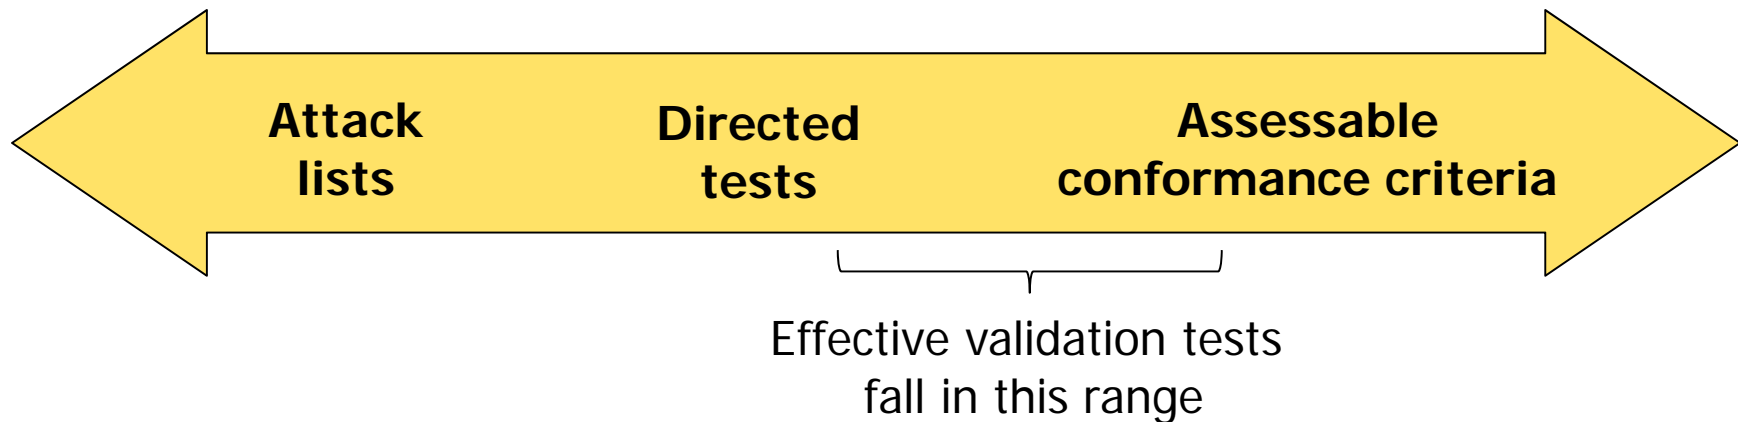 Attack
lists
Directed
tests
Assessable
conformance criteria
Effective validation tests
fall in this range